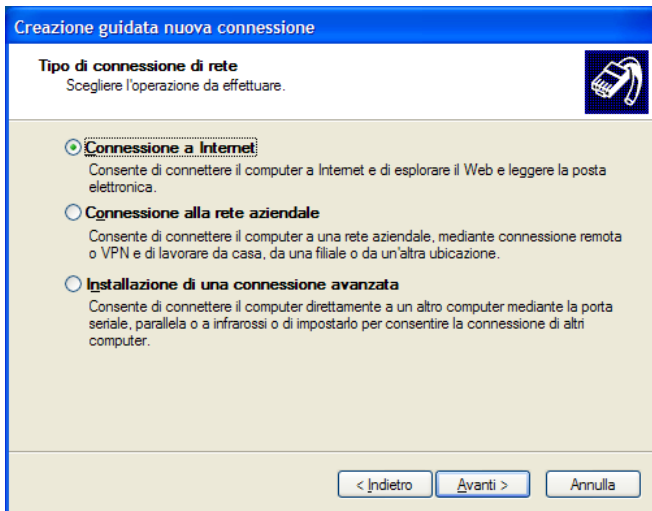 Creazione guidata nuova connessione
Tipo di connessione di rete
Scegliere l'operazione da effettuare.
Connessione a Internet
Consente di connettere il computer a Internet e di esplorare il Web e leggere la posta
elettronica.
Connessione alla rete aziendale
Consente di connettere il computer a una rete aziendale, mediante connessione remota
o VPN e di lavorare da casa, da una filiale o da un'altra ubicazione.
Installazione di una connessione avanzata
Consente di connettere il computer direttamente a un altro computer mediante la porta
seriale, parallela o a infrarossi o di impostarlo per consentire la connessione di altri
computer.
< Indietro Avanti > Annulla